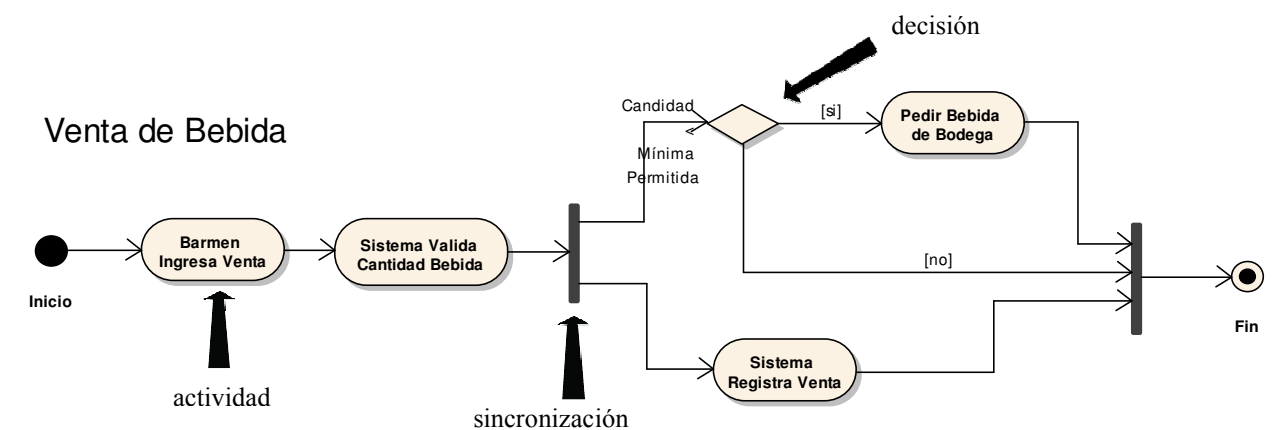 decisión
Candidad
<
Mínima
Permitida
[si]
Pedir Bebida
de Bodega
Venta de Bebida
Barmen
Ingresa Venta
Sistema Valida
Cantidad Bebida
[no]
Inicio
Fin
Sistema
Registra Venta
actividad
sincronización